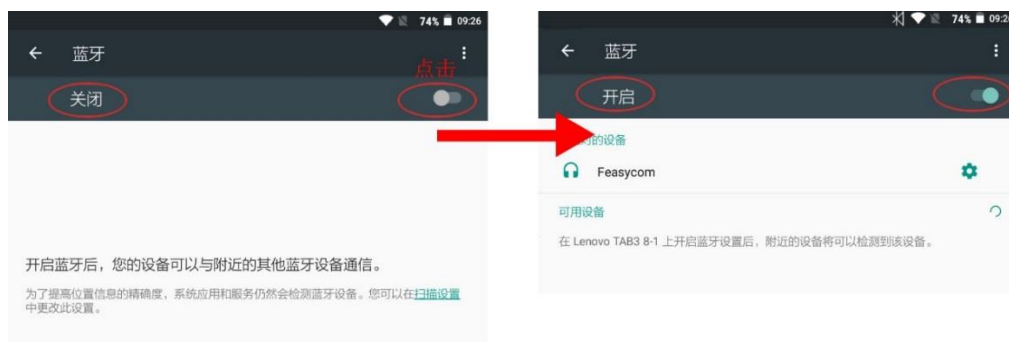 74% 09:26
蓝牙
点击
关闭
开启蓝牙后，您的设备可以与附近的其他蓝牙设备通信。
为了提高位置信息的精确度，系统应用和服务仍然会检测蓝牙设备。您可以在扫描设置
中更改此设置。
74% 09:26
蓝牙
开启
的设备
Feasycom
可用设备
在 Lenovo TAB3 8-1 上开启蓝牙设置后，附近的设备将可以检测到该设备。